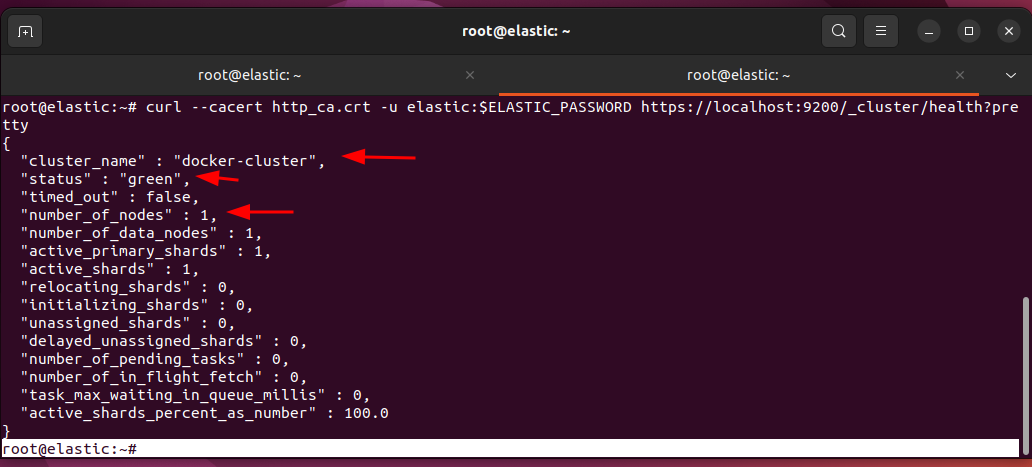 root@elastic: ~
root@elastic: ~
root@elastic: ~
root@elastic:~# curl --cacert http_ca.crt -u elastic:$ELASTIC_PASSWORD https://localhost:9200/_cluster/health?pre
tty
{
  "cluster_name" : "docker-cluster",
  "status" : "green",
  "timed_out" : false,
  "number_of_nodes" : 1,
  "number_of_data_nodes" : 1,
  "active_primary_shards" : 1,
  "active_shards" : 1,
  "relocating_shards" : 0,
  "initializing_shards" : 0,
  "unassigned_shards" : 0,
  "delayed_unassigned_shards" : 0,
  "number_of_pending_tasks" : 0,
  "number_of_in_flight_fetch" : 0,
  "task_max_waiting_in_queue_millis" : 0,
  "active_shards_percent_as_number" : 100.0
}
root@elastic:~#